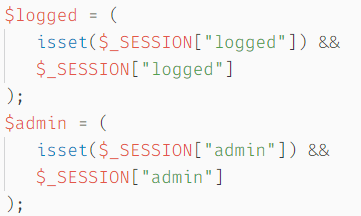 $logged = (
isset($_SESSION["logged"]) &&
$_SESSION["logged"]
);
$admin = (
isset($_SESSION["admin"]) &&
$_SESSION["admin"]
);